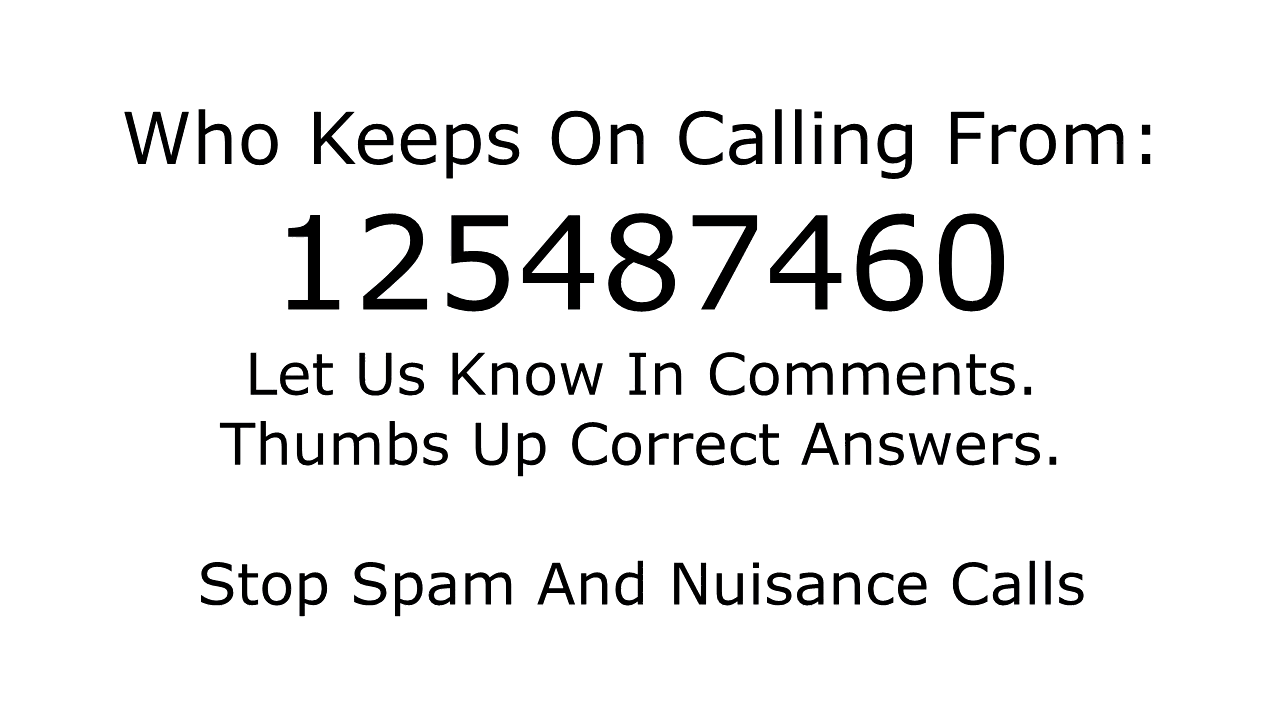 Who Keeps On Calling From:
125487460
Let Us Know In Comments.
Thumbs Up Correct Answers.
Stop Spam And Nuisance Calls